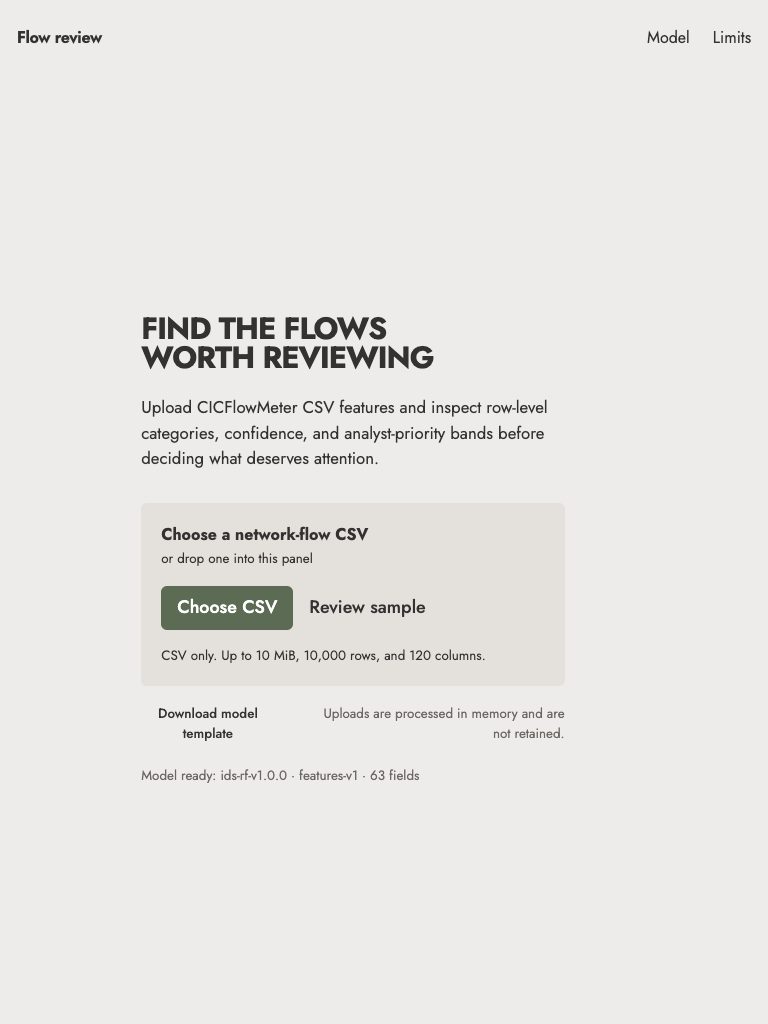 Flow review
Model
Limits
FIND THE FLOWS
WORTH REVIEWING
Upload CICFlowMeter CSV features and inspect row-level
categories, confidence, and analyst-priority bands before
deciding what deserves attention.
Choose a network-flow CSV
or drop one into this panel
Choose CSV
Review sample
CSV only. Up to 10 MiB, 10,000 rows, and 120 columns.
Download model
template
Uploads are processed in memory and are
not retained.
Model ready: ids-rf-v1.0.0 · features-v1 · 63 fields